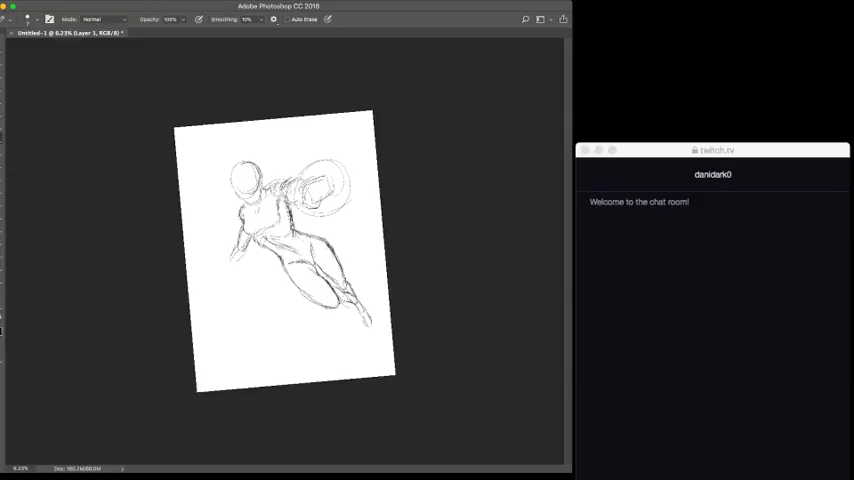 Adobe Photoshop CC 2018
Mode: Normal Opacity: 100% Smoothing: 10% Auto Erase
Untitled-1 @ 6.23% (Layer 1, RGB/8) *
twitch.tv
danidark0
Welcome to the chat room!
6.23%